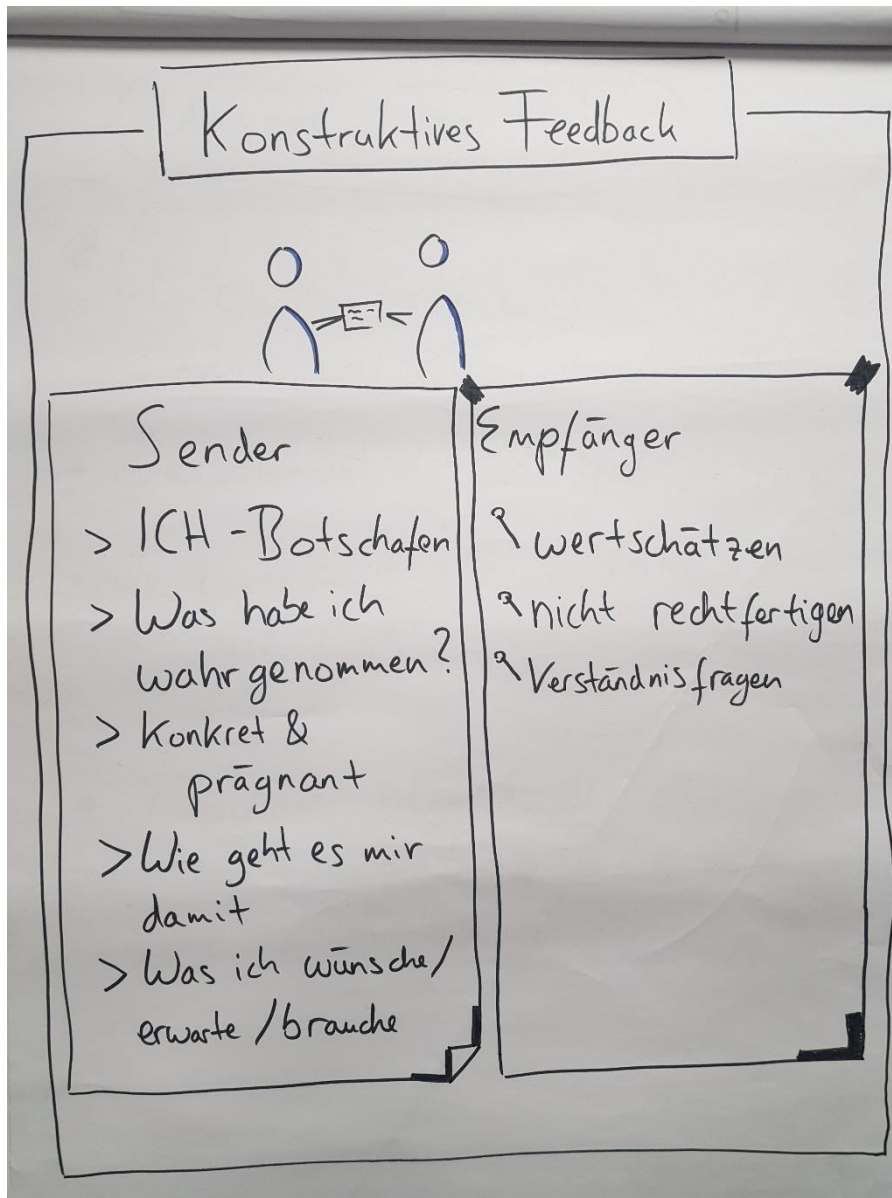 Konstruktives Feedback
Sender
> ICH-Botschafen
> Was habe ich
wahrgenommen?
> Konkret &
prägnant
> Wie geht es mir
damit
> Was ich wünsche/
erwarte/brauche
Empfänger
wertschätzen
nicht rechtfertigen
Verständnisfragen